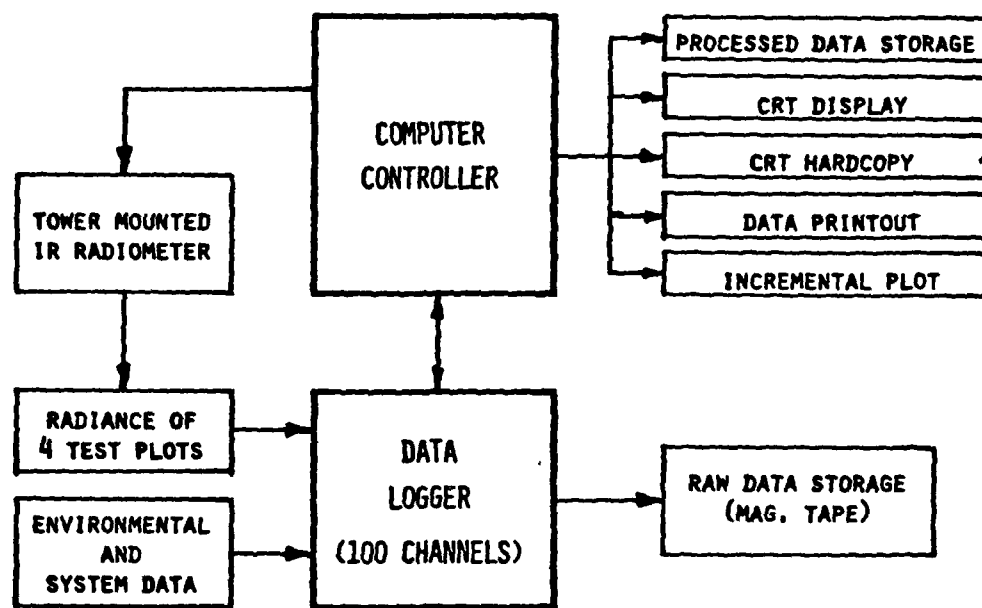 COMPUTER
CONTROLLER
PROCESSED DATA STORAGE
CRT DISPLAY
CRT HARDCOPY
DATA PRINTOUT
INCREMENTAL PLOT
TOWER MOUNTED
IR RADIOMETER
RADIANCE OF
4 TEST PLOTS
ENVIRONMENTAL
AND
SYSTEM DATA
DATA
LOGGER
(100 CHANNELS)
RAW DATA STORAGE
(MAG. TAPE)